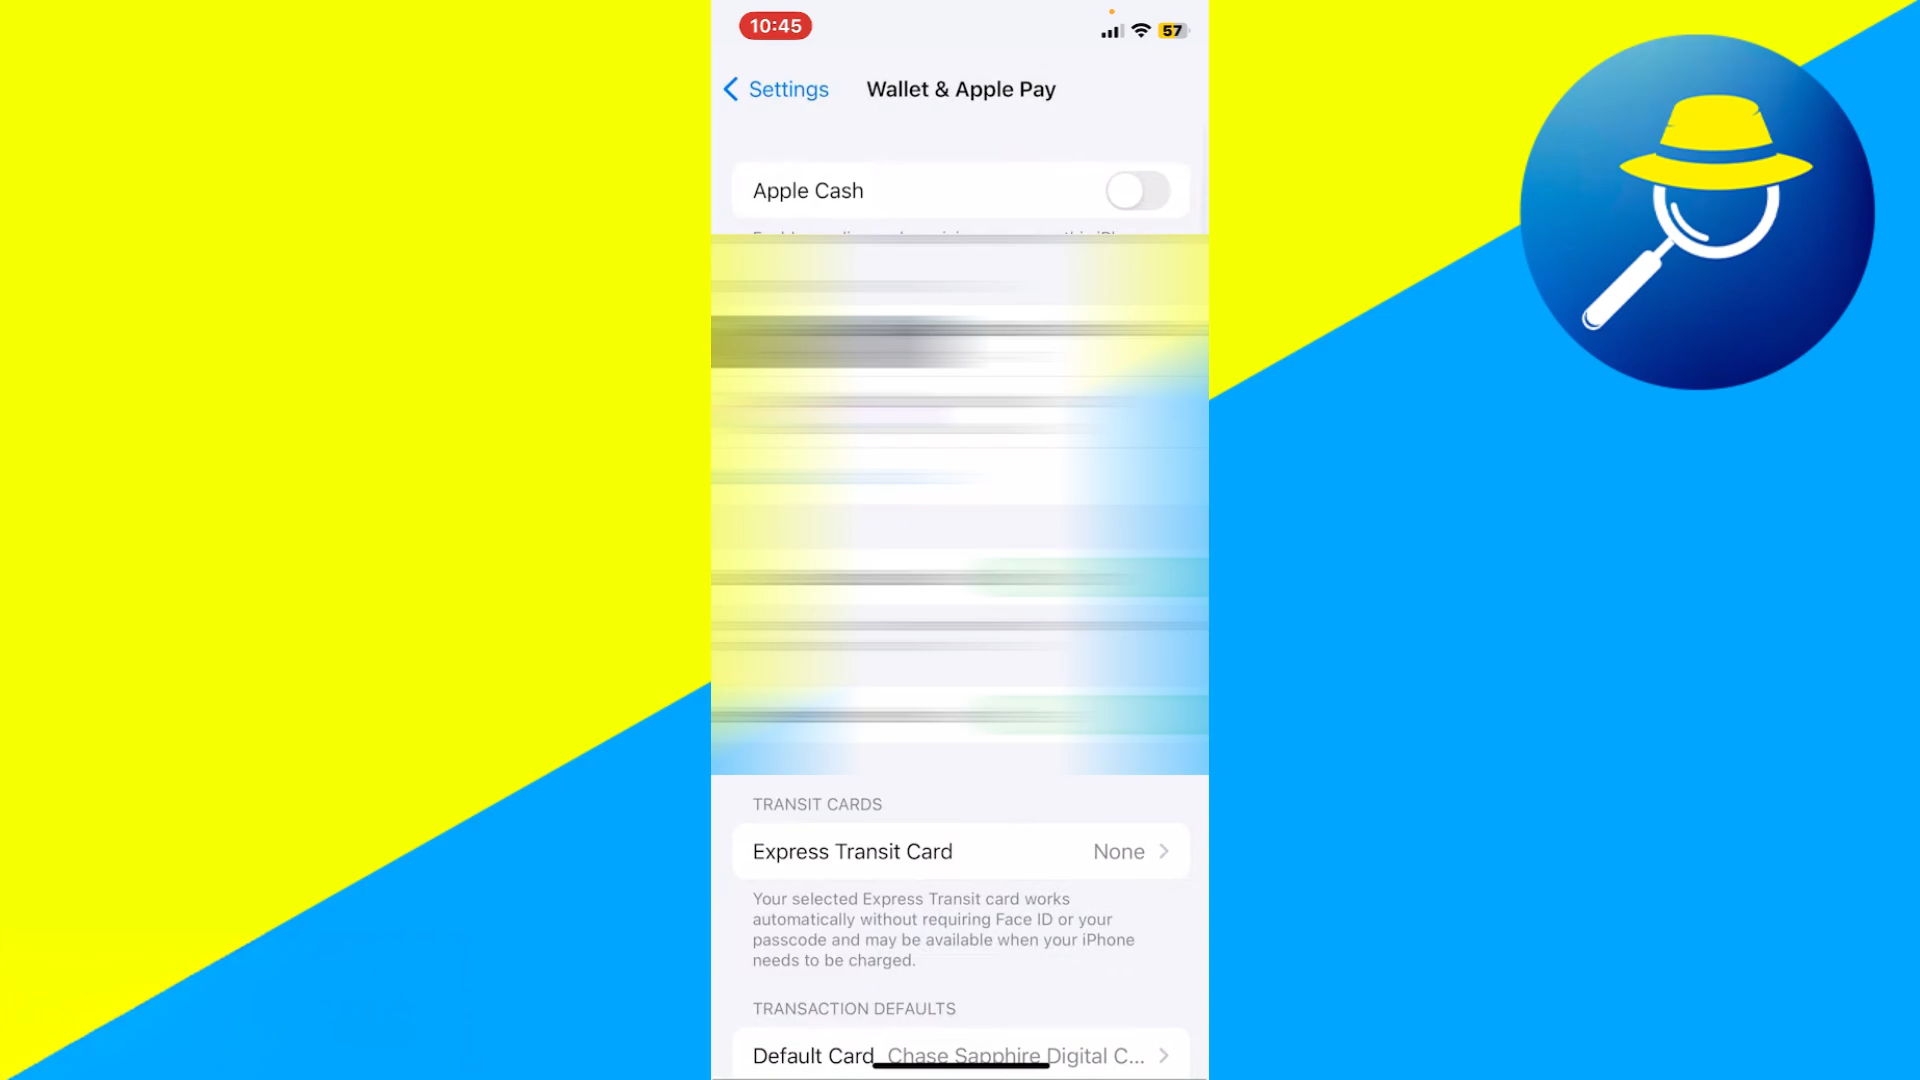 10:45
57
Settings
Wallet & Apple Pay
Apple Cash
TRANSIT CARDS
Express Transit Card None
Your selected Express Transit card works
automatically without requiring Face ID or your
passcode and may be available when your iPhone
needs to be charged.
TRANSACTION DEFAULTS
Default Card Chase Sapphire Digital C...